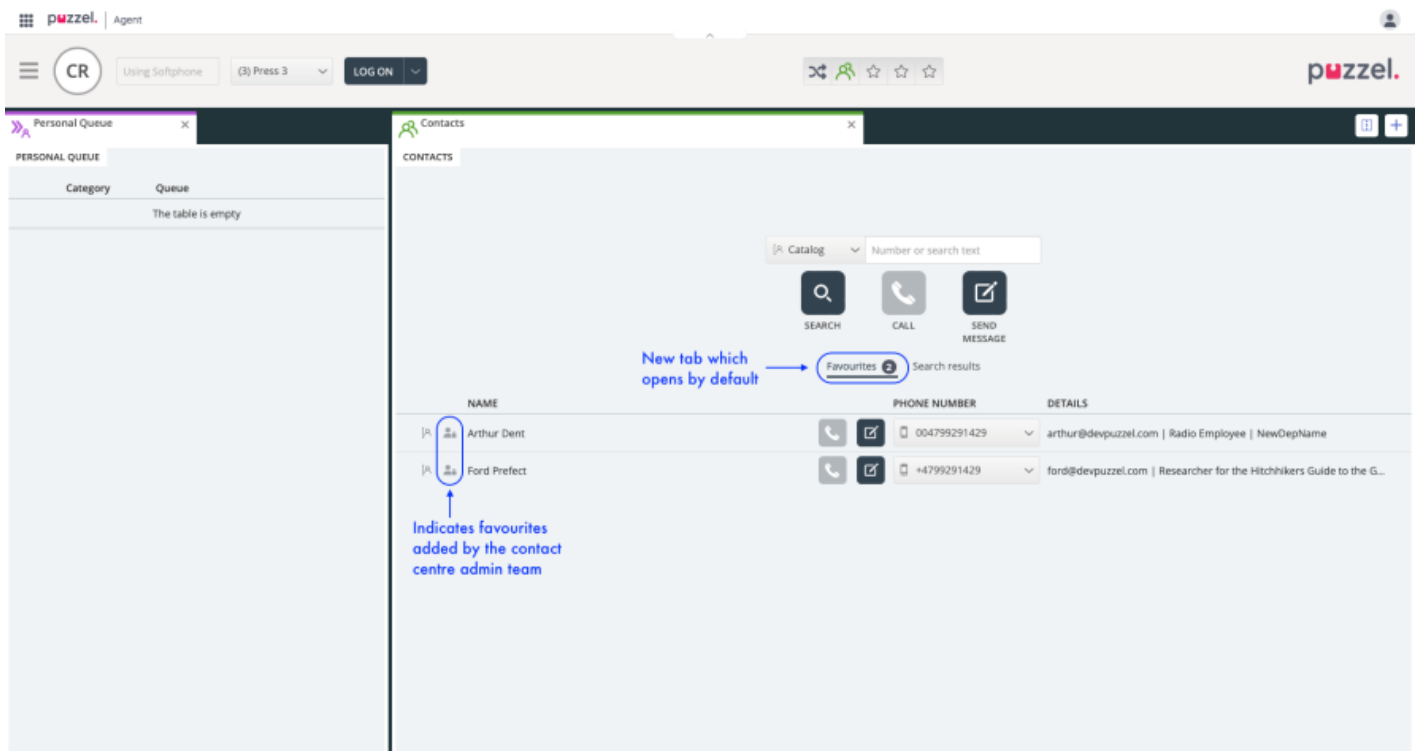 puzzel. | Agent
CR
Using Softphone
(3) Press 3
LOG ON
puzzel.
Personal Queue
PERSONAL QUEUE
Category Queue
The table is empty
Contacts
CONTACTS
Catalog
Number or search text
SEARCH
CALL
SEND
MESSAGE
New tab which
opens by default
Favourites 2
Search results
NAME PHONE NUMBER DETAILS
Arthur Dent 004799291429 arthur@devpuzzel.com | Radio Employee | NewDepName
Ford Prefect +4799291429 ford@devpuzzel.com | Researcher for the Hitchhikers Guide to the G...
Indicates favourites
added by the contact
centre admin team